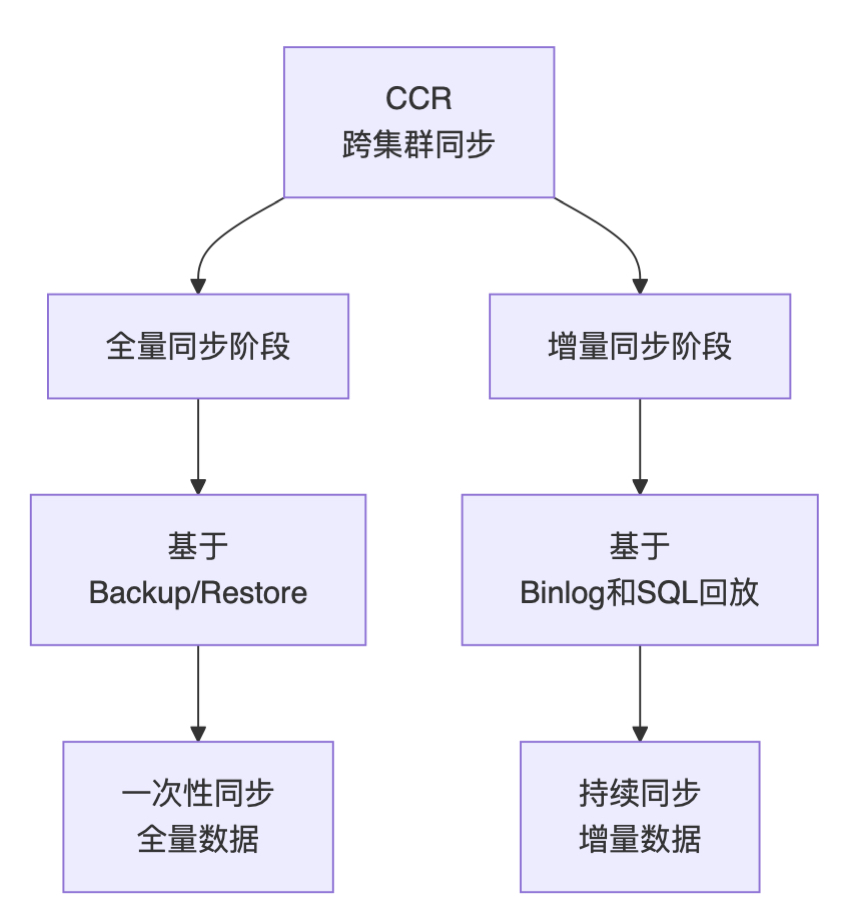 CCR
跨集群同步
全量同步阶段
增量同步阶段
基于
Backup/Restore
基于
Binlog和SQL回放
一次性同步
全量数据
持续同步
增量数据